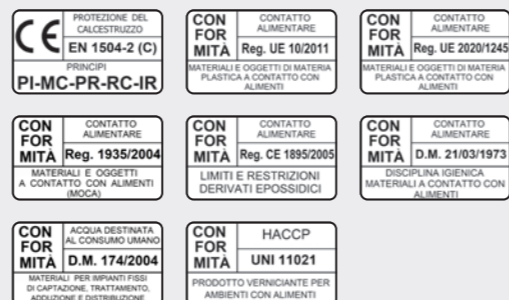 CE
PROTEZIONE DEL
CALCESTRUZZO
EN 1504-2 (C)
PRINCIPI
PI-MC-PR-RC-IR
CON
FOR
MITÀ
CONTATTO
ALIMENTARE
Reg. UE 10/2011
MATERIALI E OGGETTI DI MATERIA
PLASTICA A CONTATTO CON
ALIMENTI
CON
FOR
MITÀ
CONTATTO
ALIMENTARE
Reg. UE 2020/1245
MATERIALI E OGGETTI DI MATERIA
PLASTICA A CONTATTO CON
ALIMENTI
CON
FOR
MITÀ
CONTATTO
ALIMENTARE
Reg. 1935/2004
MATERIALI E OGGETTI
A CONTATTO CON ALIMENTI
(MOCA)
CON
FOR
MITÀ
CONTATTO
ALIMENTARE
Reg. CE 1895/2005
LIMITI E RESTRIZIONI
DERIVATI EPOSSIDICI
CON
FOR
MITÀ
CONTATTO
ALIMENTARE
D.M. 21/03/1973
DISCIPLINA IGIENICA
MATERIALI A CONTATTO CON
ALIMENTI
CON
FOR
MITÀ
ACQUA DESTINATA
AL CONSUMO UMANO
D.M. 174/2004
MATERIALI PER IMPIANTI FISSI
DI CAPTAZIONE, TRATTAMENTO,
ADDUZIONE E DISTRIBUZIONE
CON
FOR
MITÀ
HACCP
UNI 11021
PRODOTTO VERNICIANTE PER
AMBIENTI CON ALIMENTI